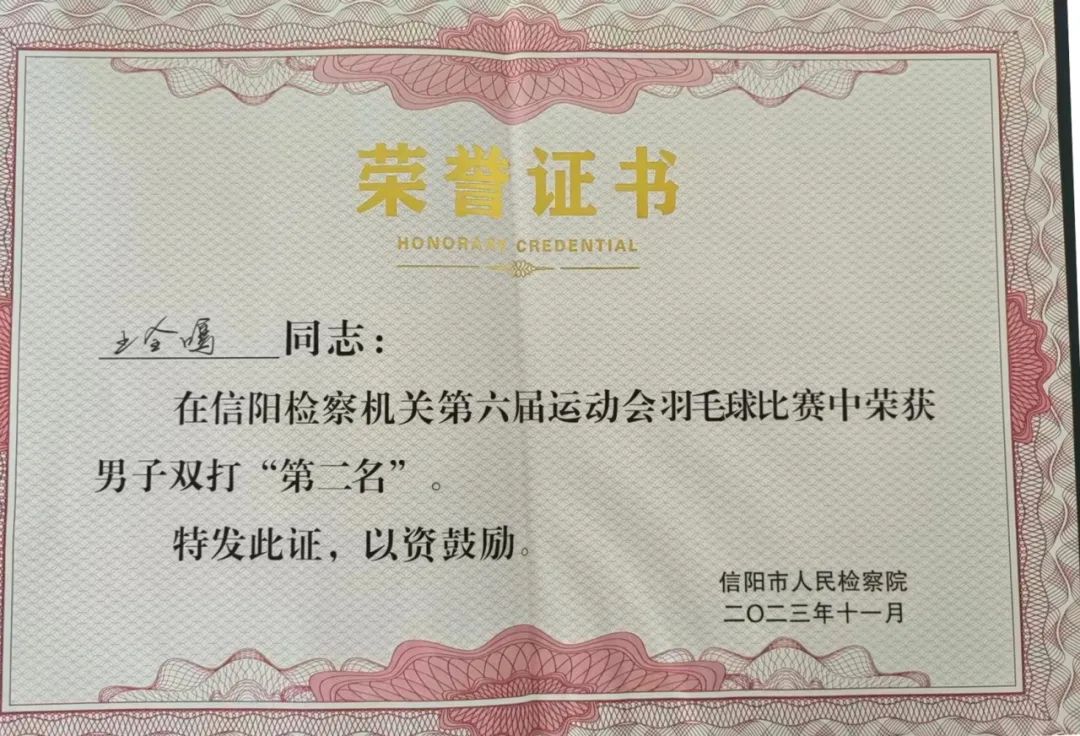 荣誉证书
HONORARY CREDENTIAL
王全 同志：
在信阳检察机关第六届运动会羽毛球比赛中荣获
男子双打“第二名”。
特发此证，以资鼓励。
信阳市人民检察院
二〇二三年十一月